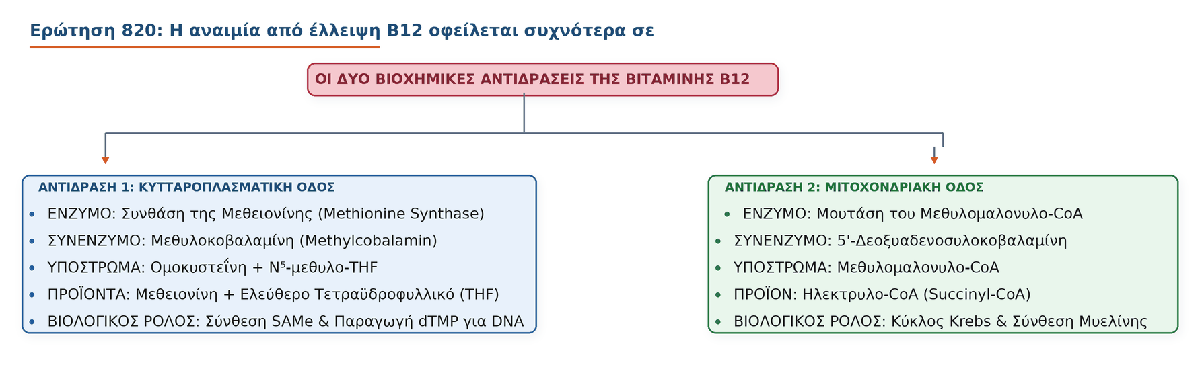 Ερώτηση 820: Η αναιμία από έλλειψη Β12 οφείλεται συχνότερα σε
ΟΙ ΔΥΟ ΒΙΟΧΗΜΙΚΕΣ ΑΝΤΙΔΡΑΣΕΙΣ ΤΗΣ ΒΙΤΑΜΙΝΗΣ Β12
ΑΝΤΙΔΡΑΣΗ 1: ΚΥΤΤΑΡΟΠΛΑΣΜΑΤΙΚΗ ΟΔΟΣ
• ΕΝΖΥΜΟ: Συνθάση της Μεθειονίνης (Methionine Synthase)
• ΣΥΝΕΝΖΥΜΟ: Μεθυλοκοβαλαμίνη (Methylcobalamin)
• ΥΠΟΣΤΡΩΜΑ: Ομοκυστεΐνη + N⁵-μεθυλο-THF
• ΠΡΟΪΟΝΤΑ: Μεθειονίνη + Ελεύθερο Τετραϋδροφυλλικό (THF)
• ΒΙΟΛΟΓΙΚΟΣ ΡΟΛΟΣ: Σύνθεση SAMe & Παραγωγή dTMP για DNA
ΑΝΤΙΔΡΑΣΗ 2: ΜΙΤΟΧΟΝΔΡΙΑΚΗ ΟΔΟΣ
• ΕΝΖΥΜΟ: Μουτάση του Μεθυλομαλονυλο-CoA
• ΣΥΝΕΝΖΥΜΟ: 5'-Δεοξυαδενοσυλοκοβαλαμίνη
• ΥΠΟΣΤΡΩΜΑ: Μεθυλομαλονυλο-CoA
• ΠΡΟΪΟΝ: Ηλεκτρυλο-CoA (Succinyl-CoA)
• ΒΙΟΛΟΓΙΚΟΣ ΡΟΛΟΣ: Κύκλος Krebs & Σύνθεση Μυελίνης